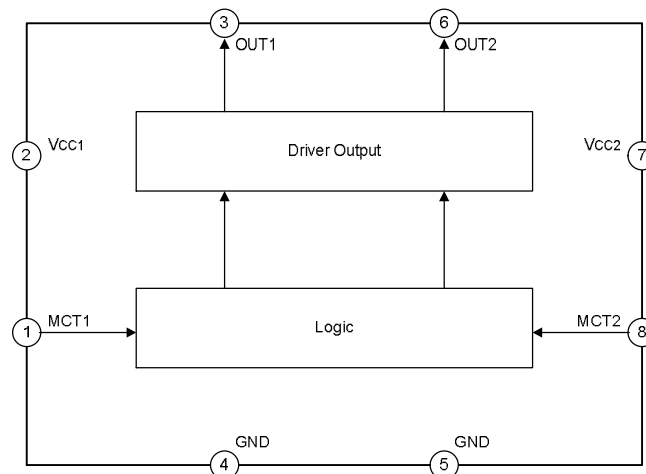 3 6
OUT1 OUT2
2 VCC1 Driver Output VCC2 7
1 MCT1 Logic MCT2 8
GND GND
4 5